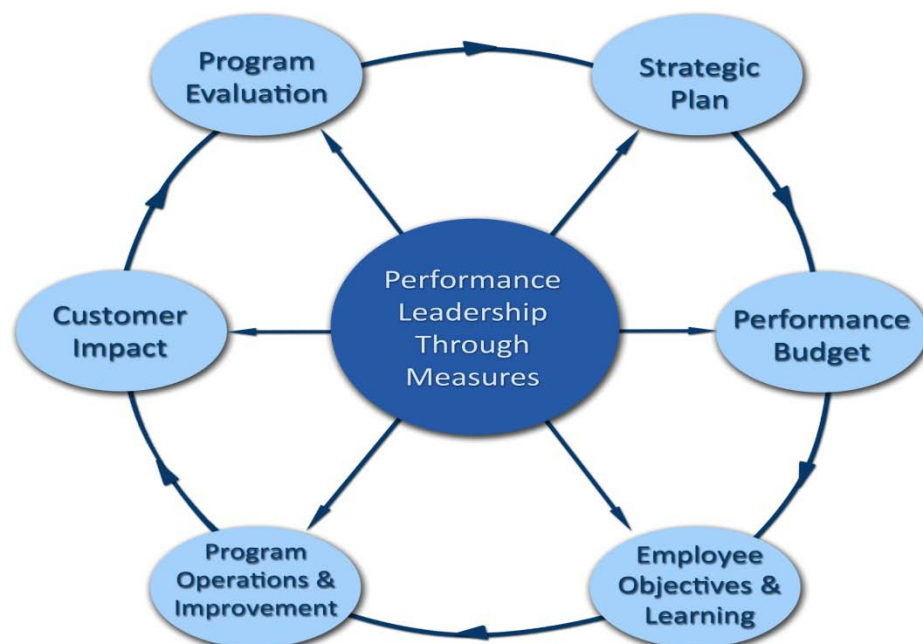 Program
Evaluation
Strategic
Plan
Performance
Leadership
Through
Measures
Customer
Impact
Performance
Budget
Program
Operations &
Improvement
Employee
Objectives &
Learning